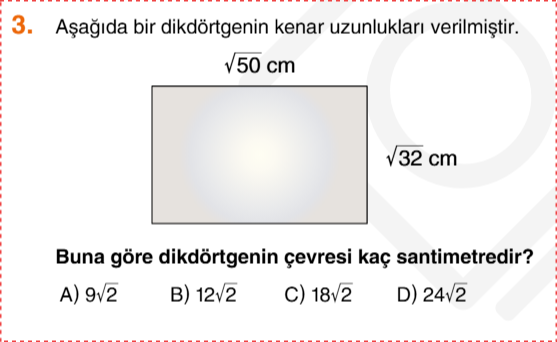 3. Aşağıda bir dikdörtgenin kenar uzunlukları verilmiştir.
√50 cm
√32 cm
Buna göre dikdörtgenin çevresi kaç santimetredir?
A) 9√2 B) 12√2 C) 18√2 D) 24√2